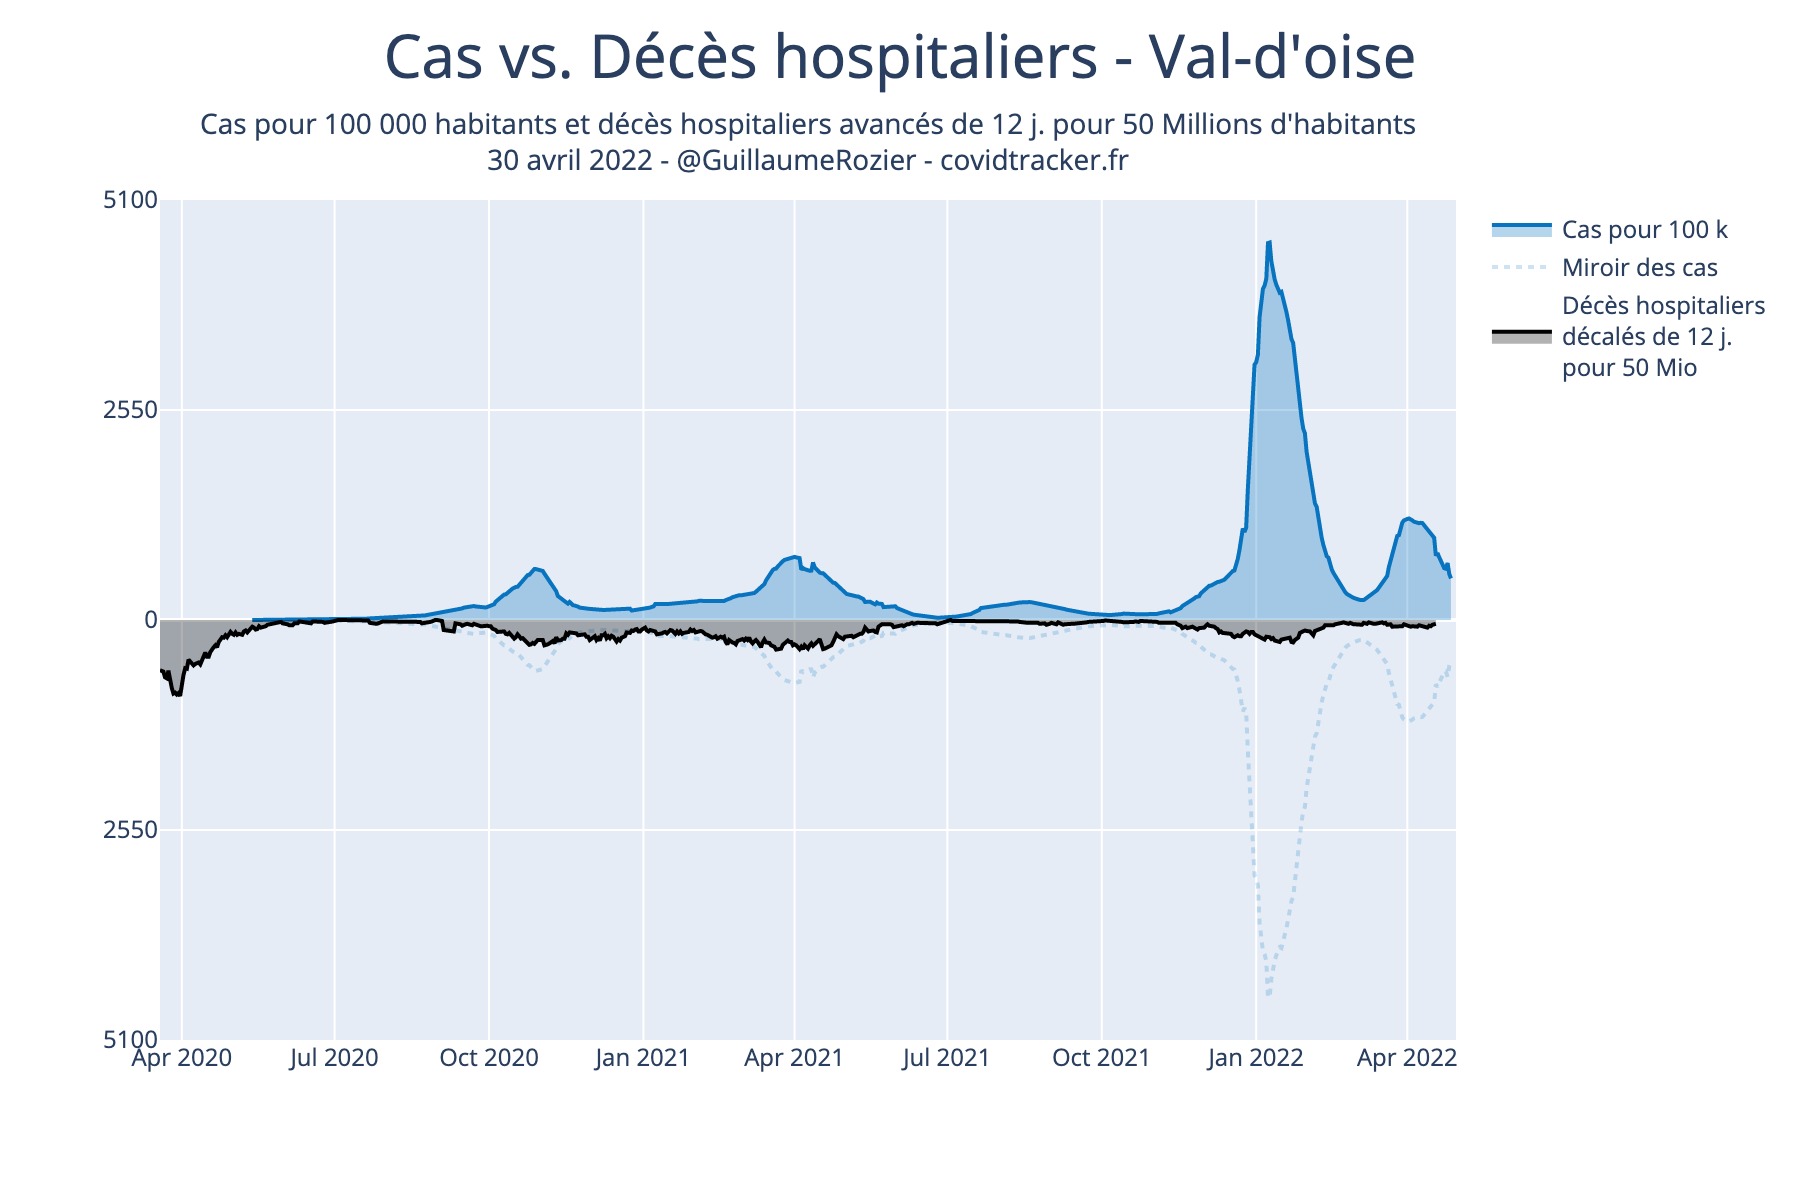 Cas vs. Décès hospitaliers - Val-d'oise
Cas pour 100 000 habitants et décès hospitaliers avancés de 12 j. pour 50 Millions d'habitants
30 avril 2022 - @GuillaumeRozier - covidtracker.fr
5100
2550
0
2550
5100
Apr 2020
Jul 2020
Oct 2020
Jan 2021
Apr 2021
Jul 2021
Oct 2021
Jan 2022
Apr 2022
Cas pour 100 k
Miroir des cas
Décès hospitaliers
décalés de 12 j.
pour 50 Mio